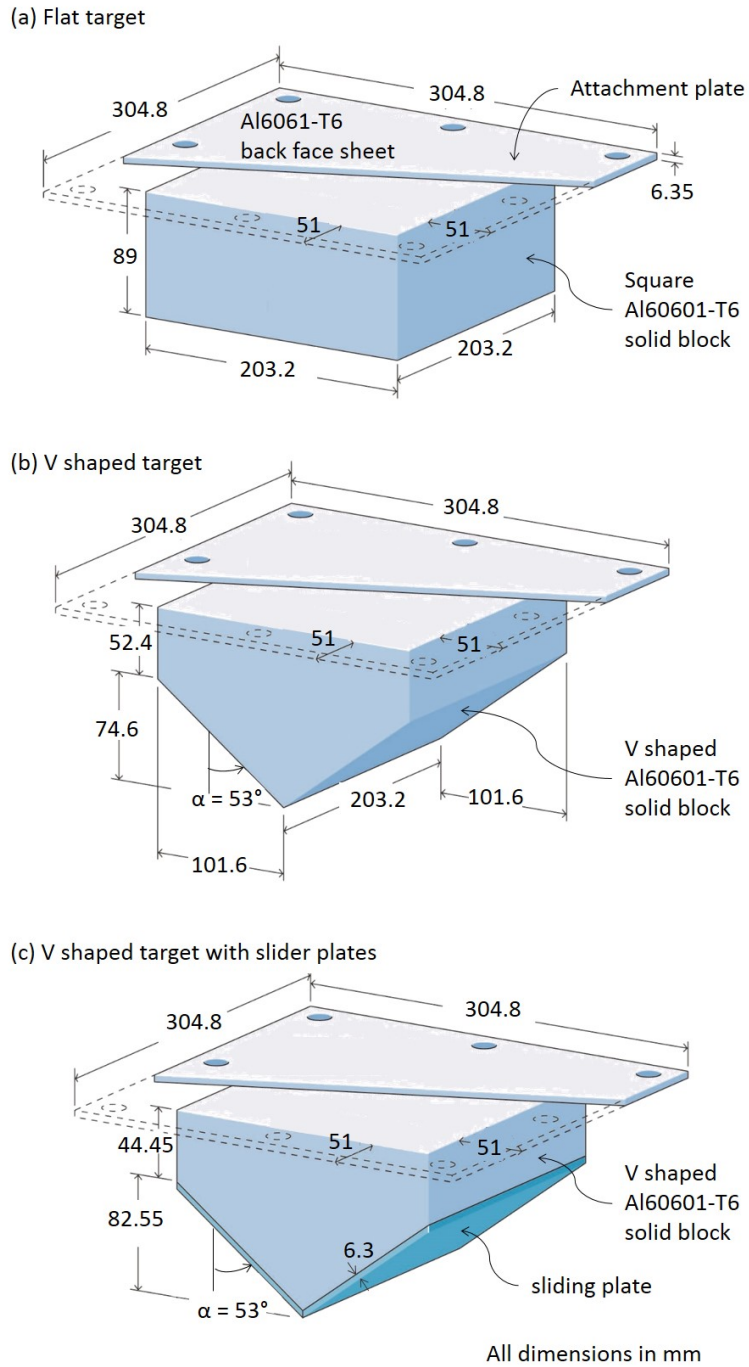 (a) Flat target
304.8
304.8
Attachment plate
Al6061-T6
back face sheet
6.35
51
51
89
Square
Al60601-T6
solid block
203.2
203.2
(b) V shaped target
304.8
304.8
52.4
51
51
74.6
V shaped
Al60601-T6
solid block
α = 53°
203.2
101.6
101.6
(c) V shaped target with slider plates
304.8
304.8
44.45
51
51
V shaped
Al60601-T6
solid block
82.55
6.3
sliding plate
α = 53°
All dimensions in mm